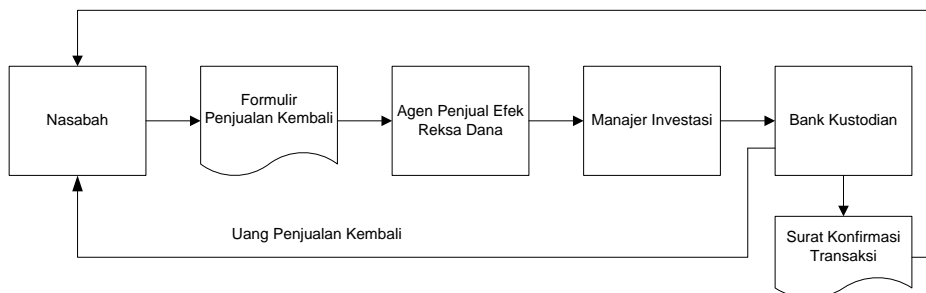 Nasabah
Formulir
Penjualan Kembali
Agen Penjual Efek
Reksa Dana
Manajer Investasi
Bank Kustodian
Uang Penjualan Kembali
Surat Konfirmasi
Transaksi